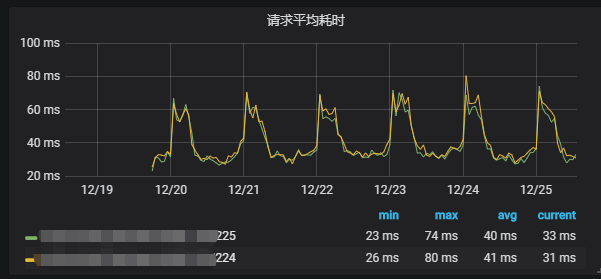 请求平均耗时
100 ms
80 ms
60 ms
40 ms
20 ms
12/19 12/20 12/21 12/22 12/23 12/24 12/25
min max avg current
225 23 ms 74 ms 40 ms 33 ms
224 26 ms 80 ms 41 ms 31 ms